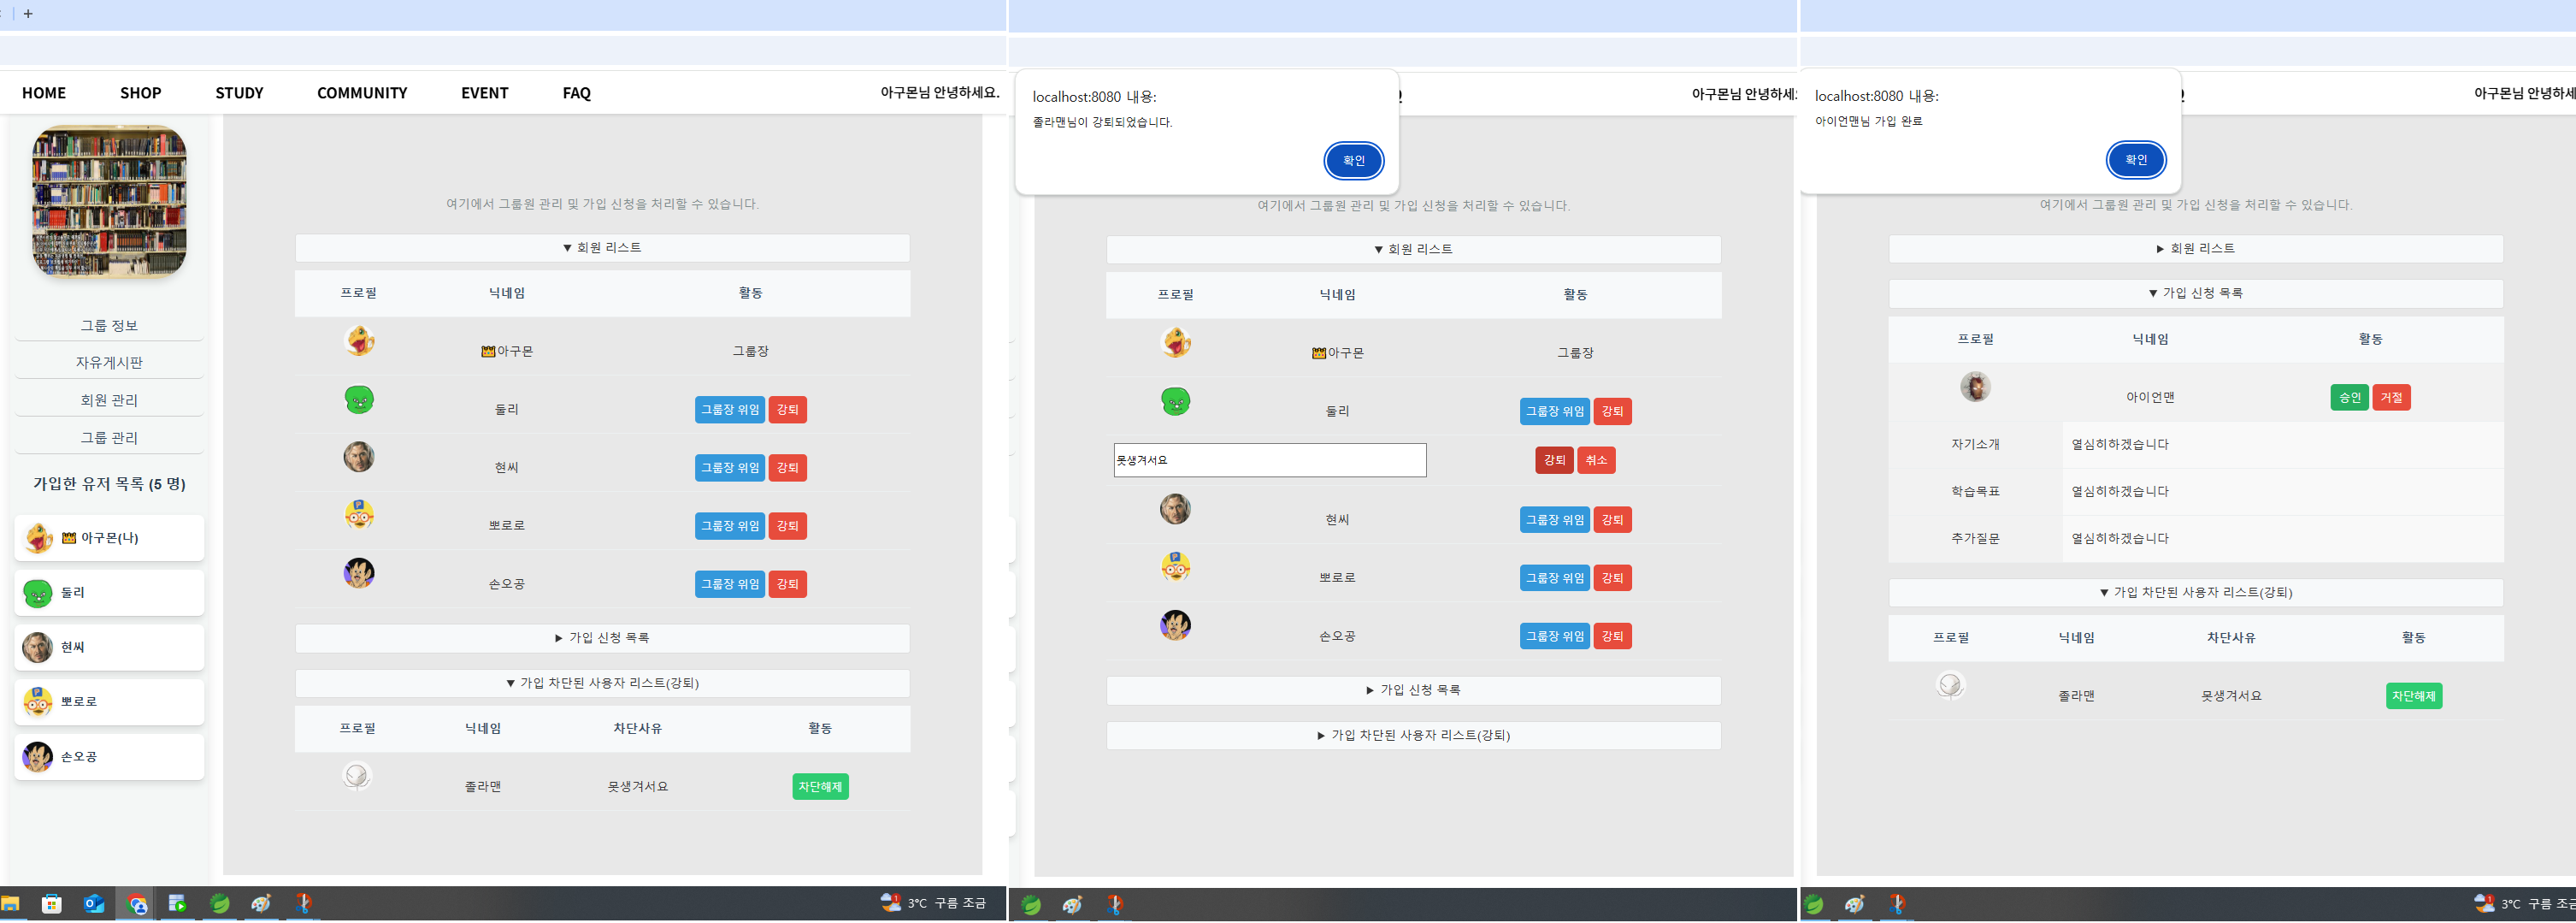 HOME SHOP STUDY COMMUNITY EVENT FAQ 아구몬님 안녕하세요.
그룹 정보
자유게시판
회원 관리
그룹 관리
가입한 유저 목록 (5 명)
아구몬(나)
둘리
현씨
뽀로로
손오공
여기에서 그룹원 관리 및 가입 신청을 처리할 수 있습니다.
▼ 회원 리스트
프로필 닉네임 활동
아구몬 그룹장
둘리 그룹장 위임 강퇴
현씨 그룹장 위임 강퇴
뽀로로 그룹장 위임 강퇴
손오공 그룹장 위임 강퇴
▶ 가입 신청 목록
▼ 가입 차단된 사용자 리스트(강퇴)
프로필 닉네임 차단사유 활동
졸라맨 못생겨서요 차단해제
3°C 구름 조금
localhost:8080 내용:
졸라맨님이 강퇴되었습니다.
확인
아구몬님 안녕하세
여기에서 그룹원 관리 및 가입 신청을 처리할 수 있습니다.
▼ 회원 리스트
프로필 닉네임 활동
아구몬 그룹장
둘리 그룹장 위임 강퇴
못생겨서요 강퇴 취소
현씨 그룹장 위임 강퇴
뽀로로 그룹장 위임 강퇴
손오공 그룹장 위임 강퇴
▶ 가입 신청 목록
▶ 가입 차단된 사용자 리스트(강퇴)
localhost:8080 내용:
아이언맨님 가입 완료
확인
아구몬님 안녕하세
여기에서 그룹원 관리 및 가입 신청을 처리할 수 있습니다.
▶ 회원 리스트
▼ 가입 신청 목록
프로필 닉네임 활동
아이언맨 승인 거절
자기소개 열심히하겠습니다
학습목표 열심히하겠습니다
추가질문 열심히하겠습니다
▼ 가입 차단된 사용자 리스트(강퇴)
프로필 닉네임 차단사유 활동
졸라맨 못생겨서요 차단해제
3°C 구름 조금